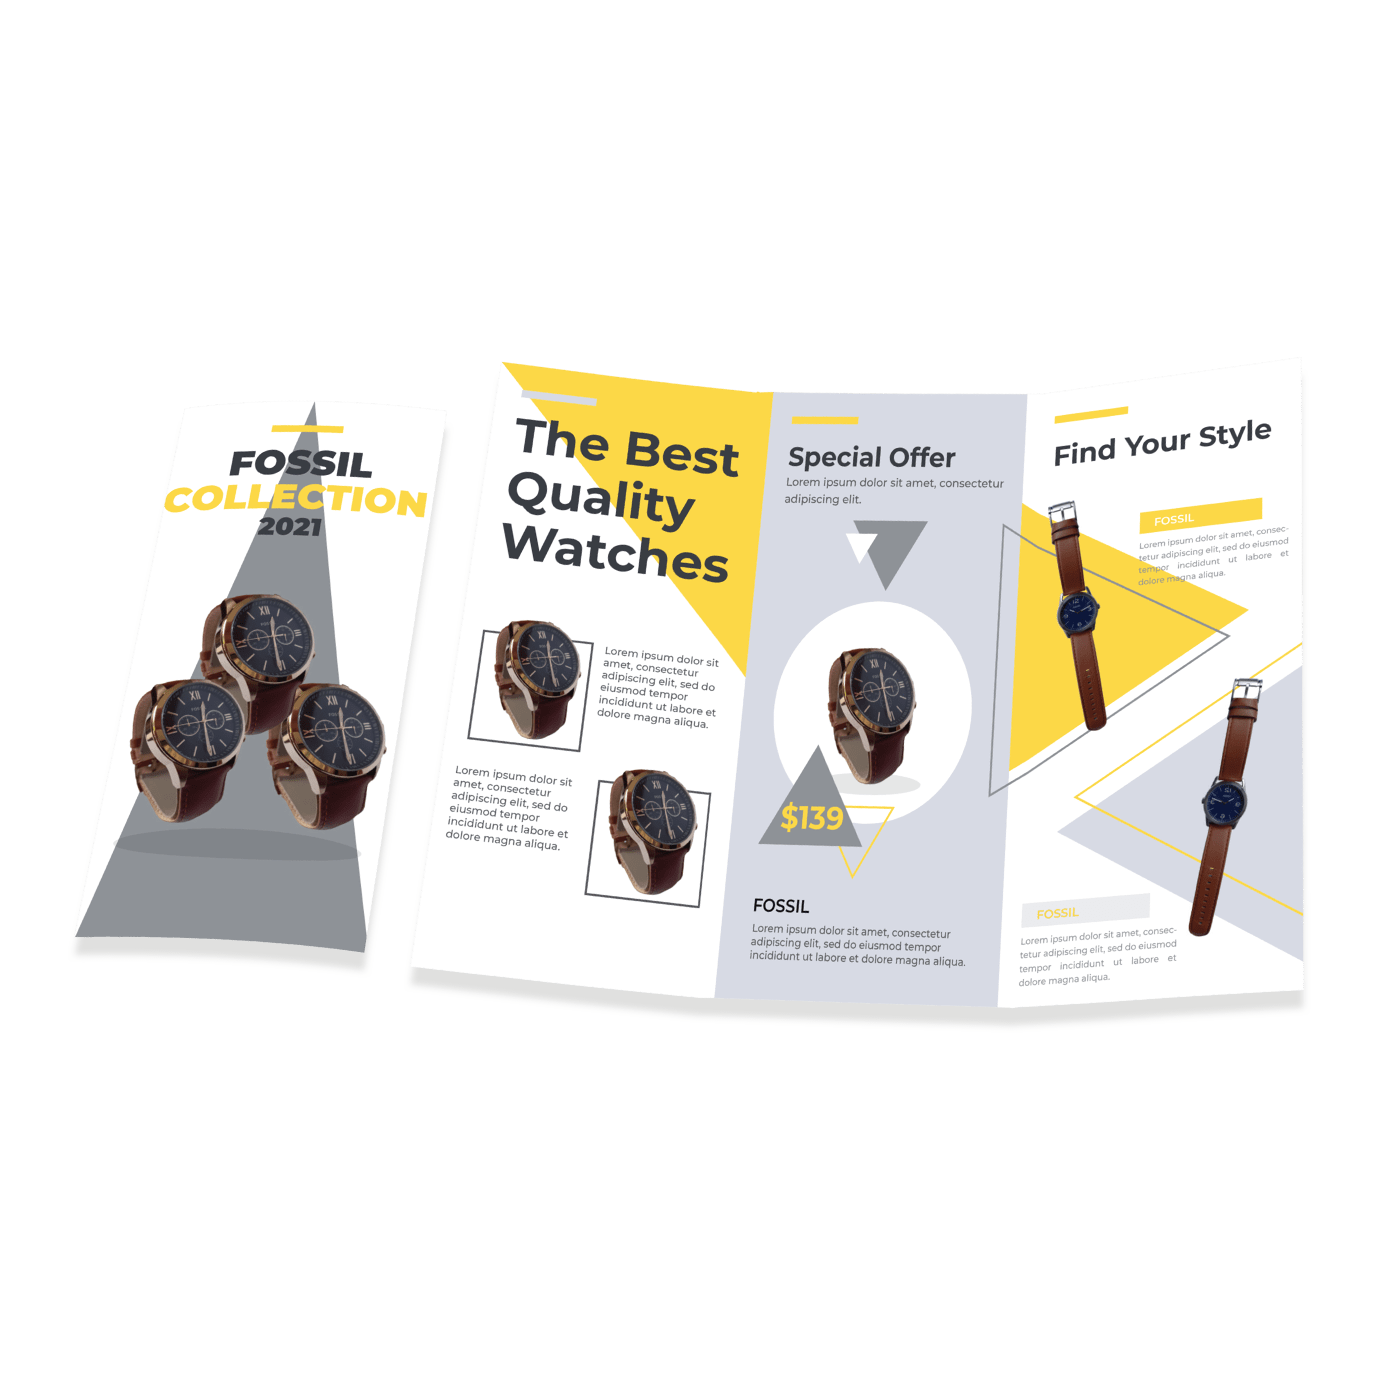 FOSSIL
COLLECTION
2021
The Best
Quality
Watches
Lorem ipsum dolor sit
amet, consectetur
adipiscing elit, sed do
eiusmod tempor
incididunt ut labore et
dolore magna aliqua.
Lorem ipsum dolor sit
amet, consectetur
adipiscing elit, sed do
eiusmod tempor
incididunt ut labore et
dolore magna aliqua.
Special Offer
Lorem ipsum dolor sit amet, consectetur
adipiscing elit.
$139
FOSSIL
Lorem ipsum dolor sit amet, consectetur
adipiscing elit, sed do eiusmod tempor
incididunt ut labore et dolore magna aliqua.
Find Your Style
FOSSIL
Lorem ipsum dolor sit amet, consec-
tetur adipiscing elit, sed do eiusmod
tempor incididunt ut labore et
dolore magna aliqua.
FOSSIL
Lorem ipsum dolor sit amet, consec-
tetur adipiscing elit, sed do eiusmod
tempor incididunt ut labore et
dolore magna aliqua.